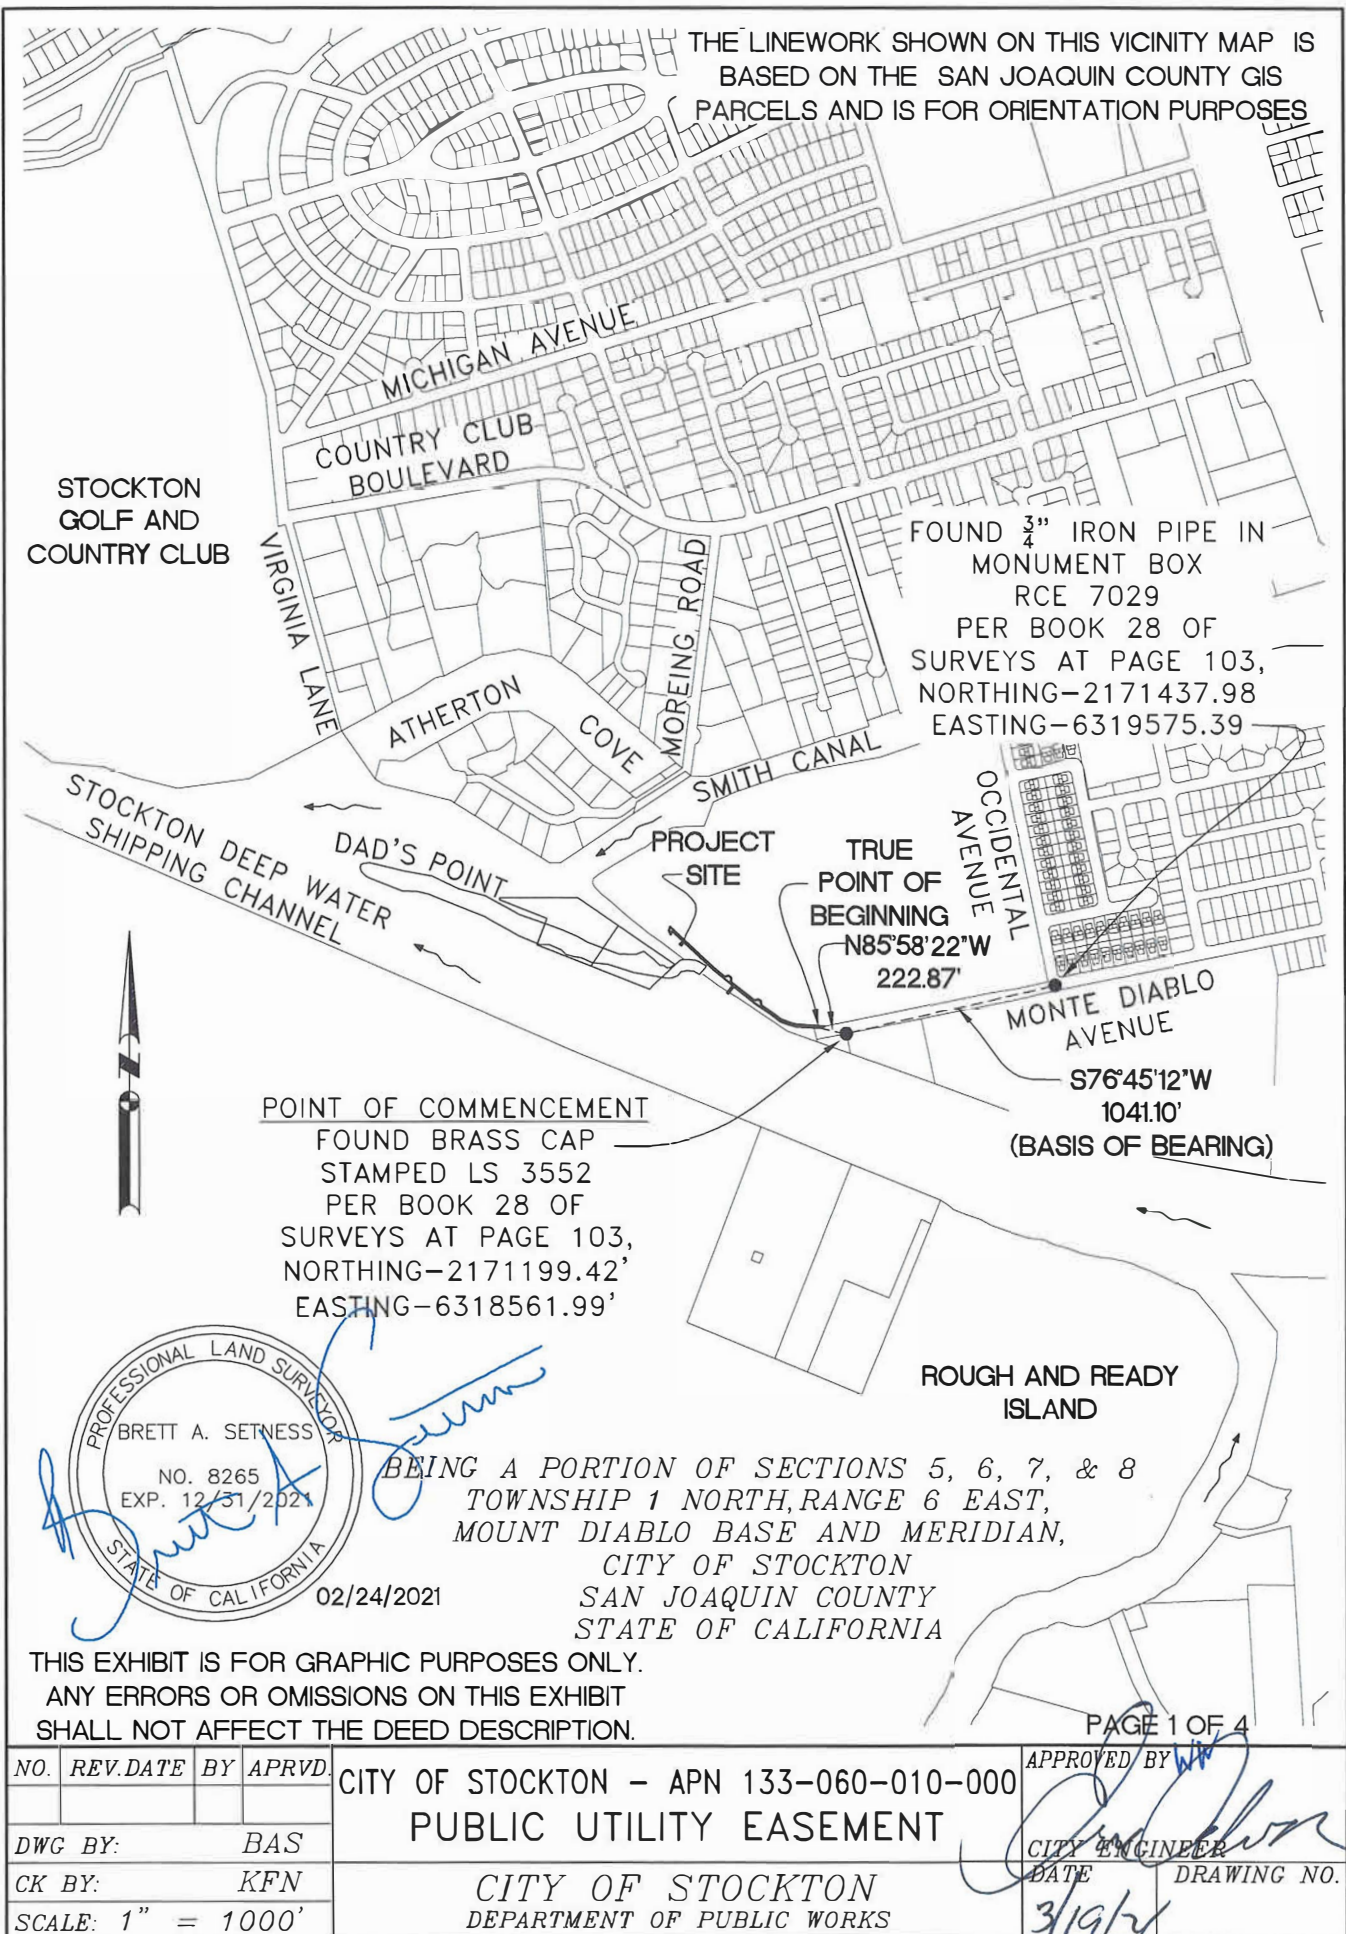 THE LINEWORK SHOWN ON THIS VICINITY MAP IS
BASED ON THE SAN JOAQUIN COUNTY GIS
PARCELS AND IS FOR ORIENTATION PURPOSES
MICHIGAN AVENUE
COUNTRY CLUB
BOULEVARD
STOCKTON
GOLF AND
COUNTRY CLUB
VIRGINIA LANE
FOUND 3/4" IRON PIPE IN
MONUMENT BOX
RCE 7029
PER BOOK 28 OF
SURVEYS AT PAGE 103,
NORTHING-2171437.98
EASTING-6319575.39
MOREING ROAD
ATHERTON
COVE
SMITH CANAL
OCCIDENTAL
AVENUE
STOCKTON DEEP WATER
SHIPPING CHANNEL
DAD'S POINT
PROJECT
SITE
TRUE
POINT OF
BEGINNING
N85°58'22"W
222.87'
MONTE DIABLO
AVENUE
S76°45'12"W
1041.10'
(BASIS OF BEARING)
N
POINT OF COMMENCEMENT
FOUND BRASS CAP
STAMPED LS 3552
PER BOOK 28 OF
SURVEYS AT PAGE 103,
NORTHING-2171199.42'
EASTING-6318561.99'
ROUGH AND READY
ISLAND
PROFESSIONAL LAND SURVEYOR
BRETT A. SETNESS
NO. 8265
EXP. 12/31/2021
STATE OF CALIFORNIA
02/24/2021
BEING A PORTION OF SECTIONS 5, 6, 7, & 8
TOWNSHIP 1 NORTH, RANGE 6 EAST,
MOUNT DIABLO BASE AND MERIDIAN,
CITY OF STOCKTON
SAN JOAQUIN COUNTY
STATE OF CALIFORNIA
THIS EXHIBIT IS FOR GRAPHIC PURPOSES ONLY.
ANY ERRORS OR OMISSIONS ON THIS EXHIBIT
SHALL NOT AFFECT THE DEED DESCRIPTION.
PAGE 1 OF 4
NO. REV.DATE BY APRVD.
DWG BY: BAS
CK BY: KFN
SCALE: 1" = 1000'
CITY OF STOCKTON - APN 133-060-010-000
PUBLIC UTILITY EASEMENT
CITY OF STOCKTON
DEPARTMENT OF PUBLIC WORKS
APPROVED BY
CITY ENGINEER
DATE DRAWING NO.
3/19/21